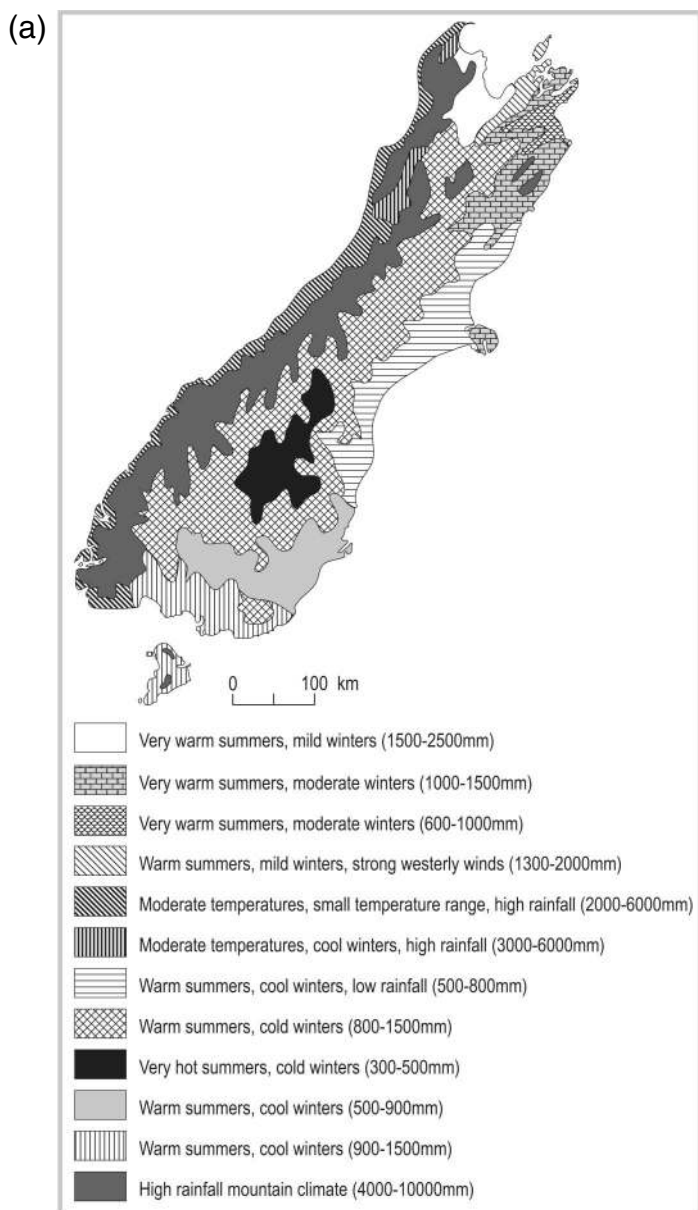 (a)
0 100 km
Very warm summers, mild winters (1500-2500mm)
Very warm summers, moderate winters (1000-1500mm)
Very warm summers, moderate winters (600-1000mm)
Warm summers, mild winters, strong westerly winds (1300-2000mm)
Moderate temperatures, small temperature range, high rainfall (2000-6000mm)
Moderate temperatures, cool winters, high rainfall (3000-6000mm)
Warm summers, cool winters, low rainfall (500-800mm)
Warm summers, cold winters (800-1500mm)
Very hot summers, cold winters (300-500mm)
Warm summers, cool winters (500-900mm)
Warm summers, cool winters (900-1500mm)
High rainfall mountain climate (4000-10000mm)